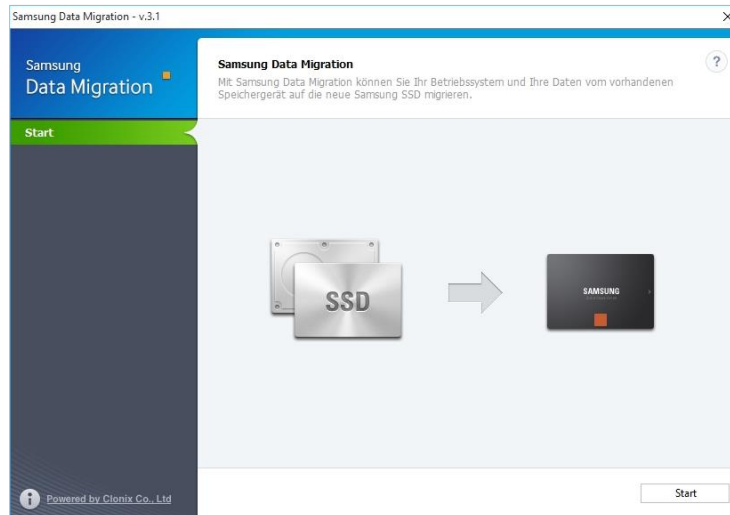 Samsung Data Migration - v.3.1
Samsung
Data Migration
Samsung Data Migration
Mit Samsung Data Migration können Sie Ihr Betriebssystem und Ihre Daten vom vorhandenen
Speichergerät auf die neue Samsung SSD migrieren.
?
Start
SSD
SAMSUNG
Powered by Clonix Co., Ltd
Start